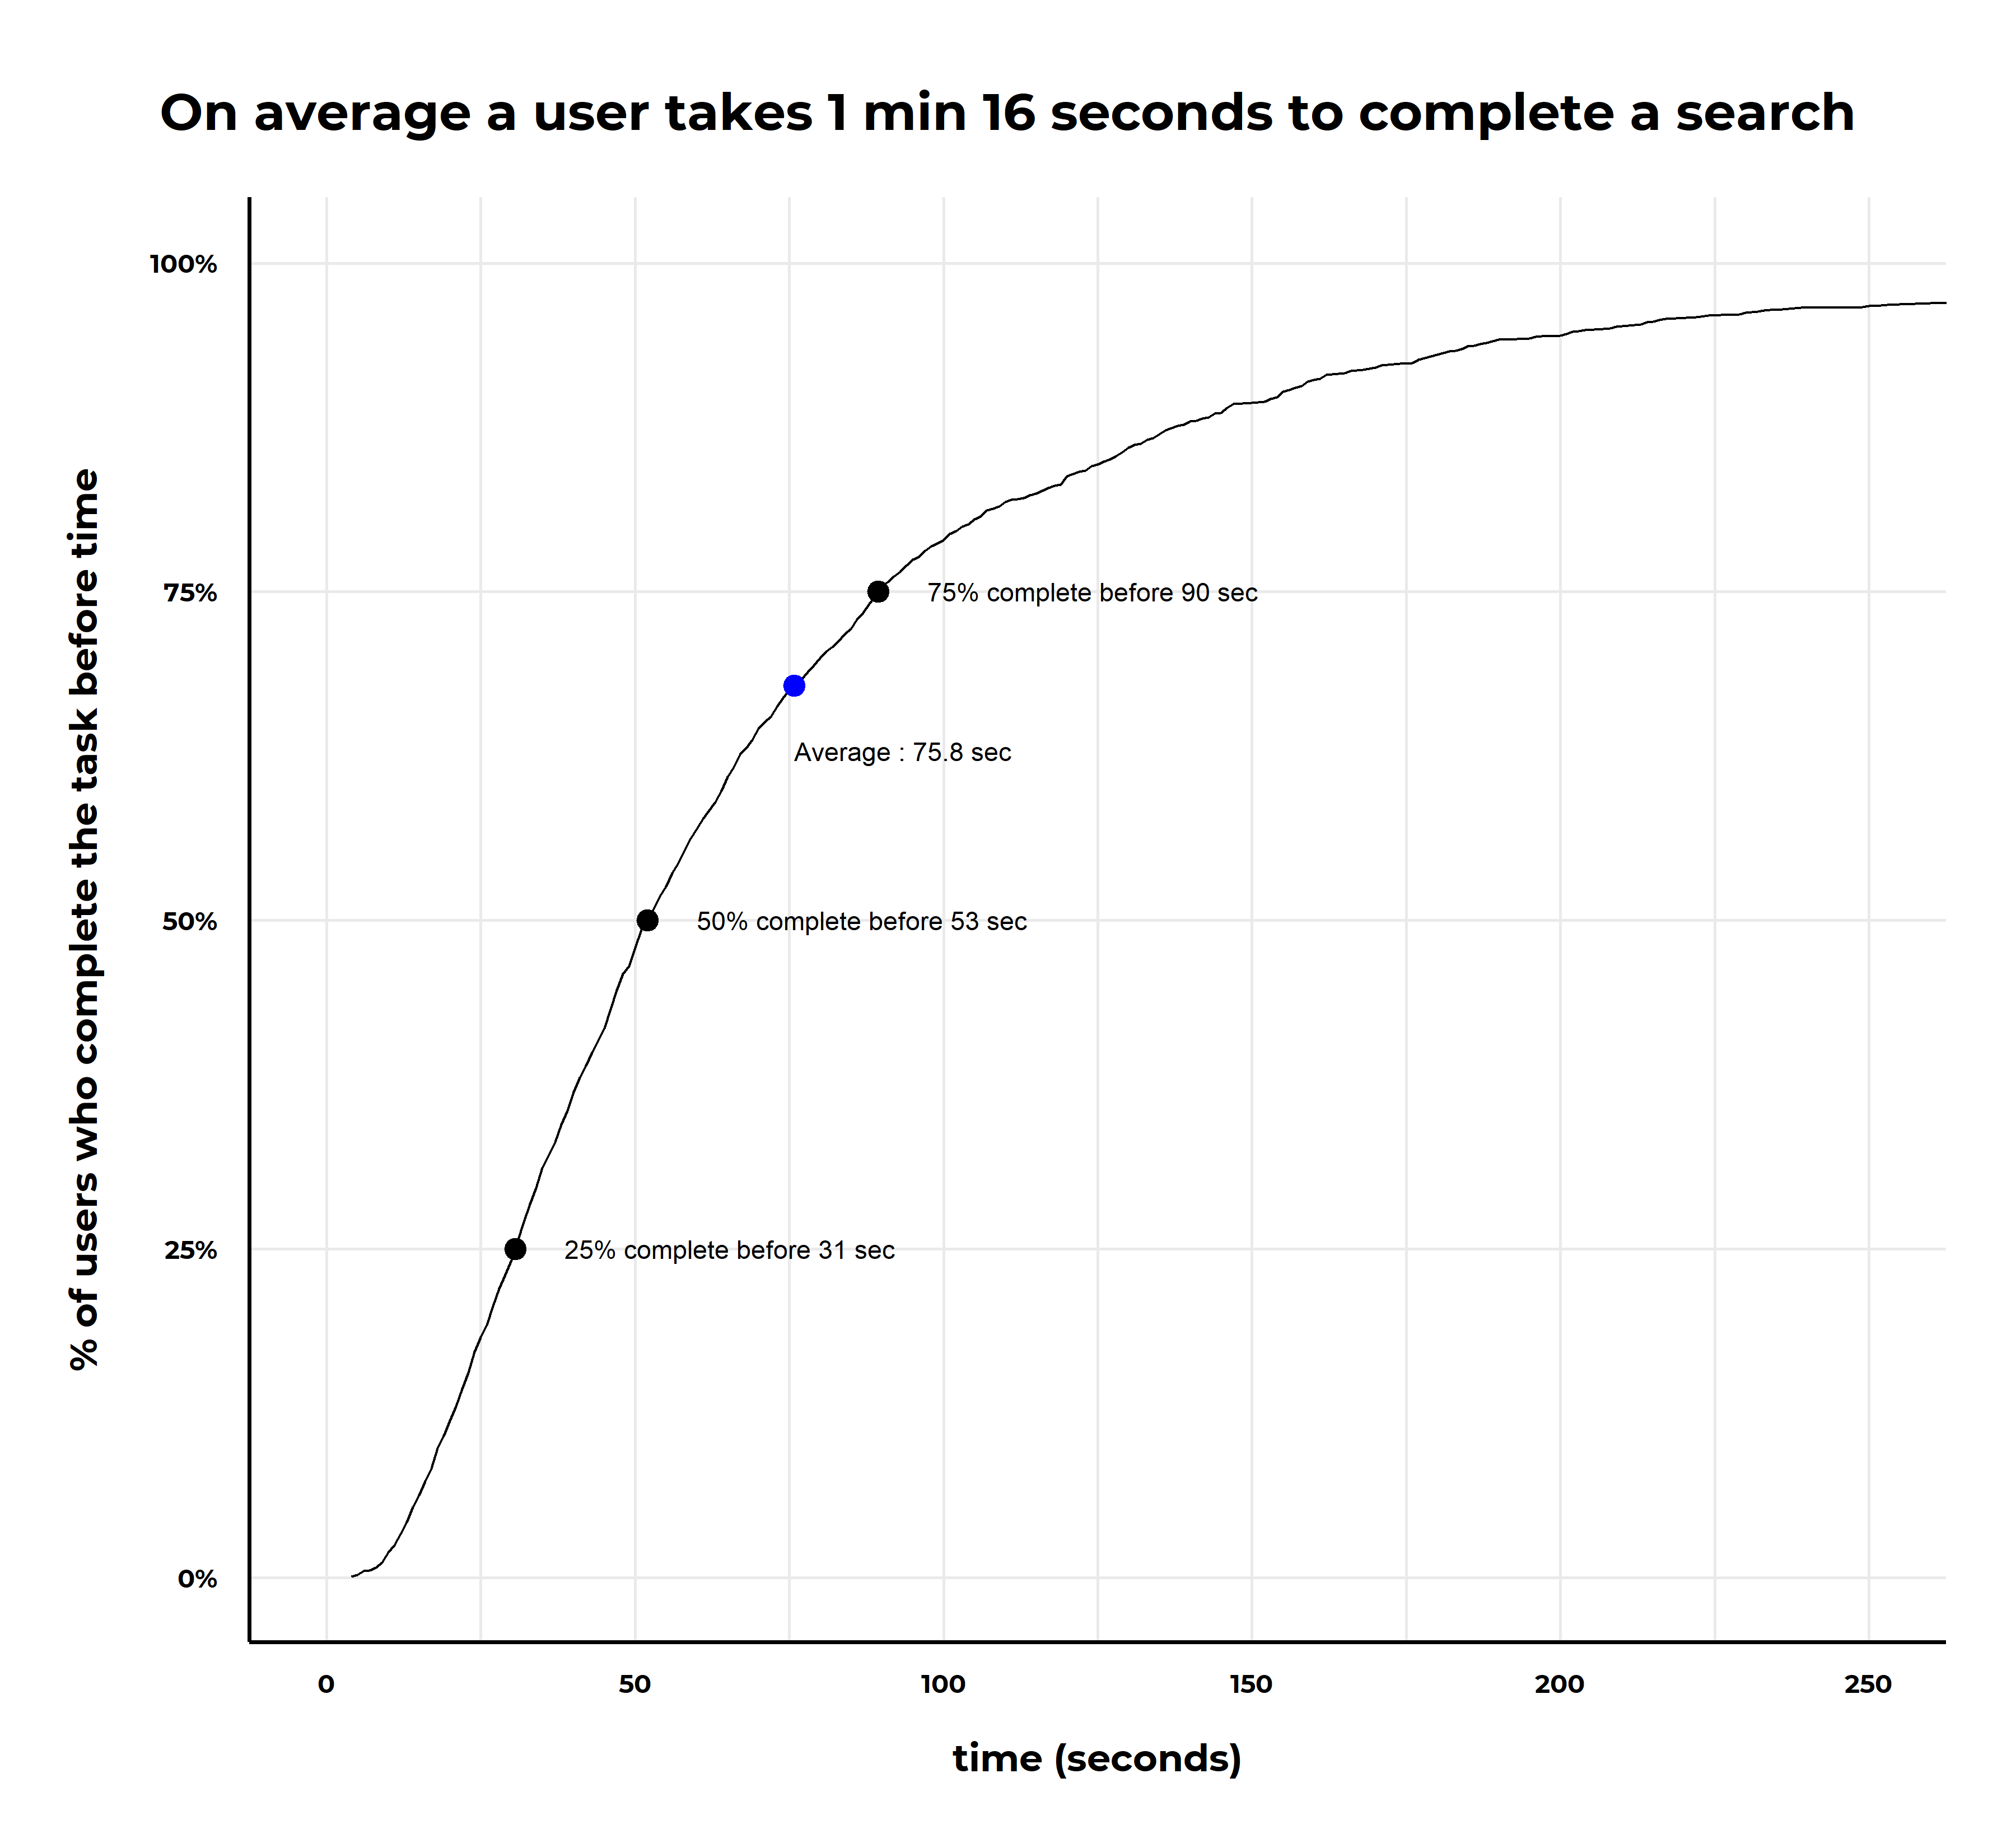 On average a user takes 1 min 16 seconds to complete a search
% of users who complete the task before time
100%
75%
50%
25%
0%
75% complete before 90 sec
Average : 75.8 sec
50% complete before 53 sec
25% complete before 31 sec
0
50
100
150
200
250
time (seconds)